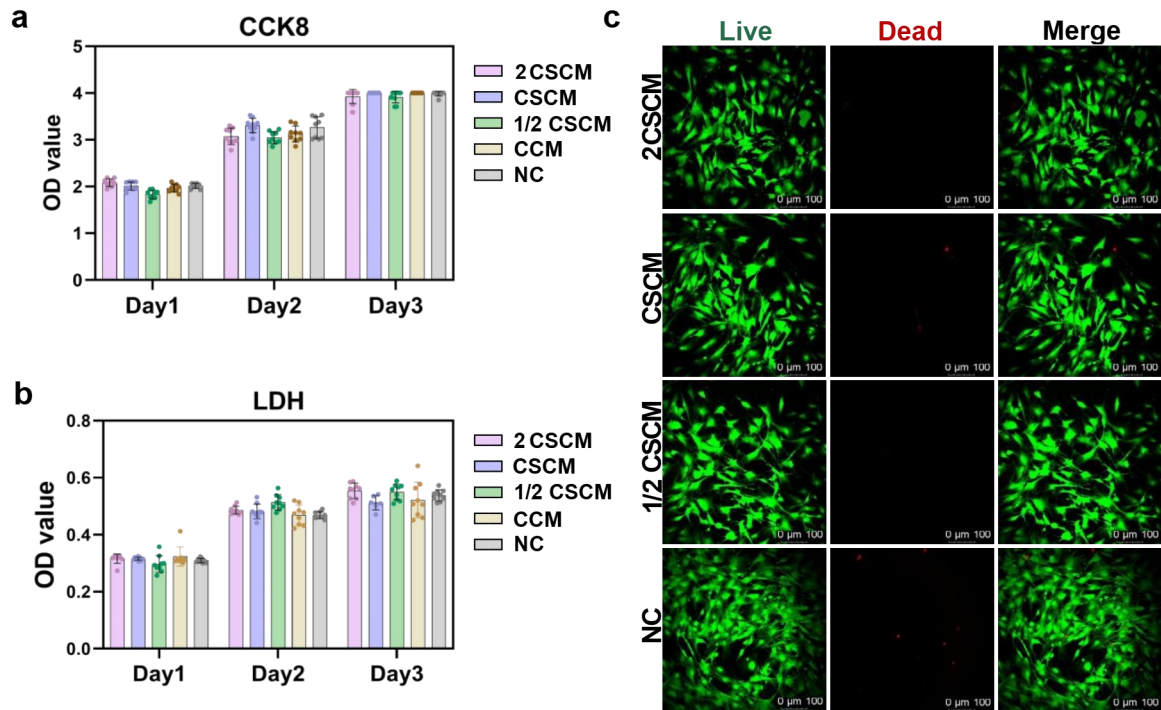 a
CCK8
OD value
5
4
3
2
1
0
Day1 Day2 Day3
2 CSCM
CSCM
1/2 CSCM
CCM
NC
b
LDH
OD value
0.8
0.6
0.4
0.2
0.0
Day1 Day2 Day3
2 CSCM
CSCM
1/2 CSCM
CCM
NC
c
Live Dead Merge
2CSCM
0 µm 100 0 µm 100 0 µm 100
CSCM
0 µm 100 0 µm 100 0 µm 100
1/2 CSCM
0 µm 100 0 µm 100 0 µm 100
NC
0 µm 100 0 µm 100 0 µm 100